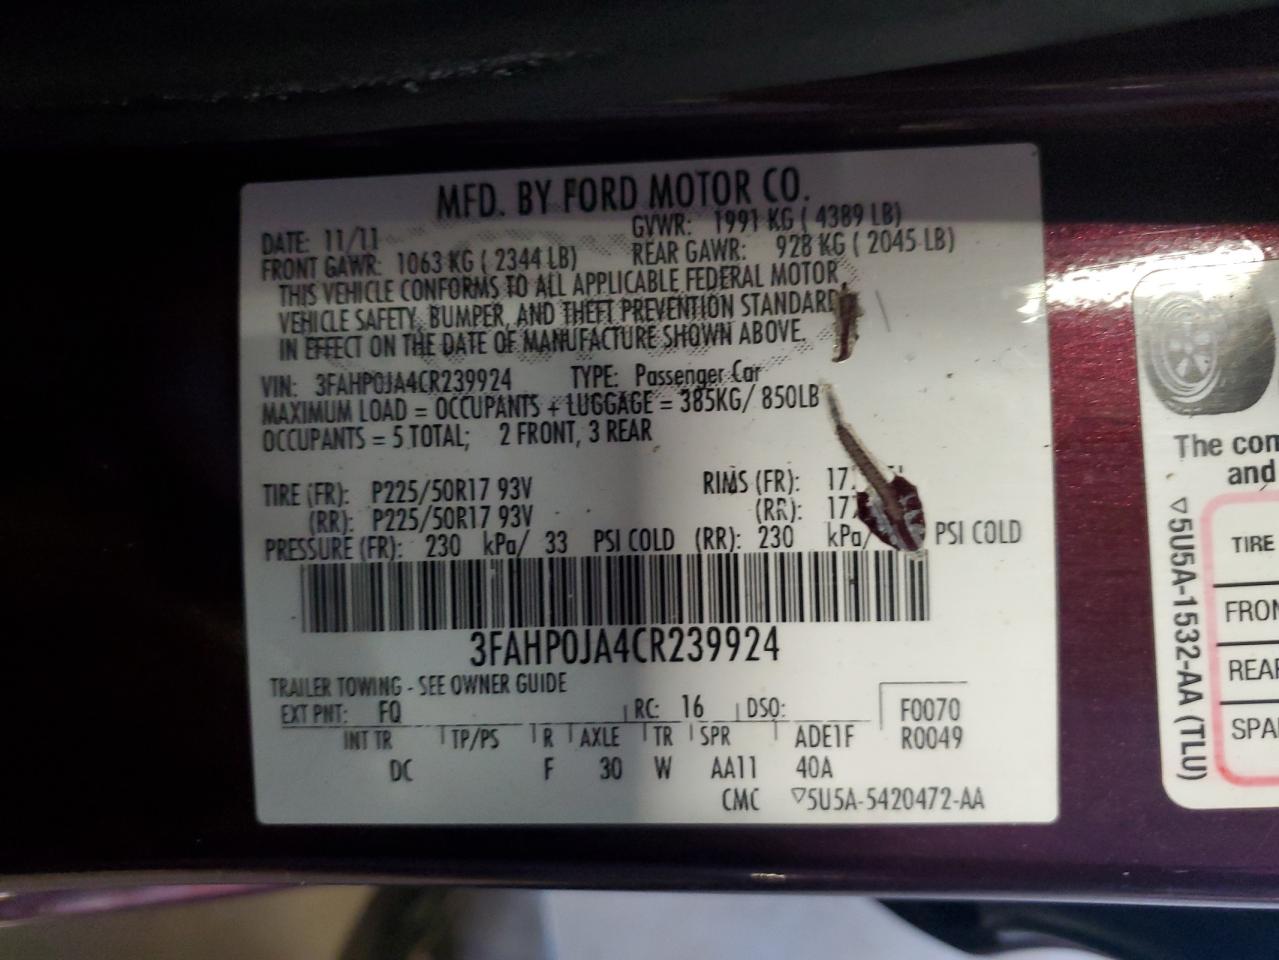 MFD. BY FORD MOTOR CO.
DATE: 11/11 GVWR: 1991 KG ( 4389 LB)
FRONT GAWR: 1063 KG ( 2344 LB) REAR GAWR: 928 KG ( 2045 LB)
THIS VEHICLE CONFORMS TO ALL APPLICABLE FEDERAL MOTOR
VEHICLE SAFETY, BUMPER, AND THEFT PREVENTION STANDARD
IN EFFECT ON THE DATE OF MANUFACTURE SHOWN ABOVE.
VIN: 3FAHP0JA4CR239924 TYPE: Passenger Car
MAXIMUM LOAD = OCCUPANTS + LUGGAGE = 385KG/ 850LB
OCCUPANTS = 5 TOTAL; 2 FRONT, 3 REAR
TIRE (FR): P225/50R17 93V RIMS (FR): 17
(RR): P225/50R17 93V (RR): 17
PRESSURE (FR): 230 kPa/ 33 PSI COLD (RR): 230 kPa/ PSI COLD
3FAHP0JA4CR239924
TRAILER TOWING - SEE OWNER GUIDE
EXT PNT: FQ RC: 16 DSO: F0070
INT TR TP/PS R AXLE TR SPR ADE1F R0049
DC F 30 W AA11 40A
CMC ▽5U5A-5420472-AA
The con
and
▽5U5A-1532-AA (TLU)
TIRE
FRON
REAR
SPA